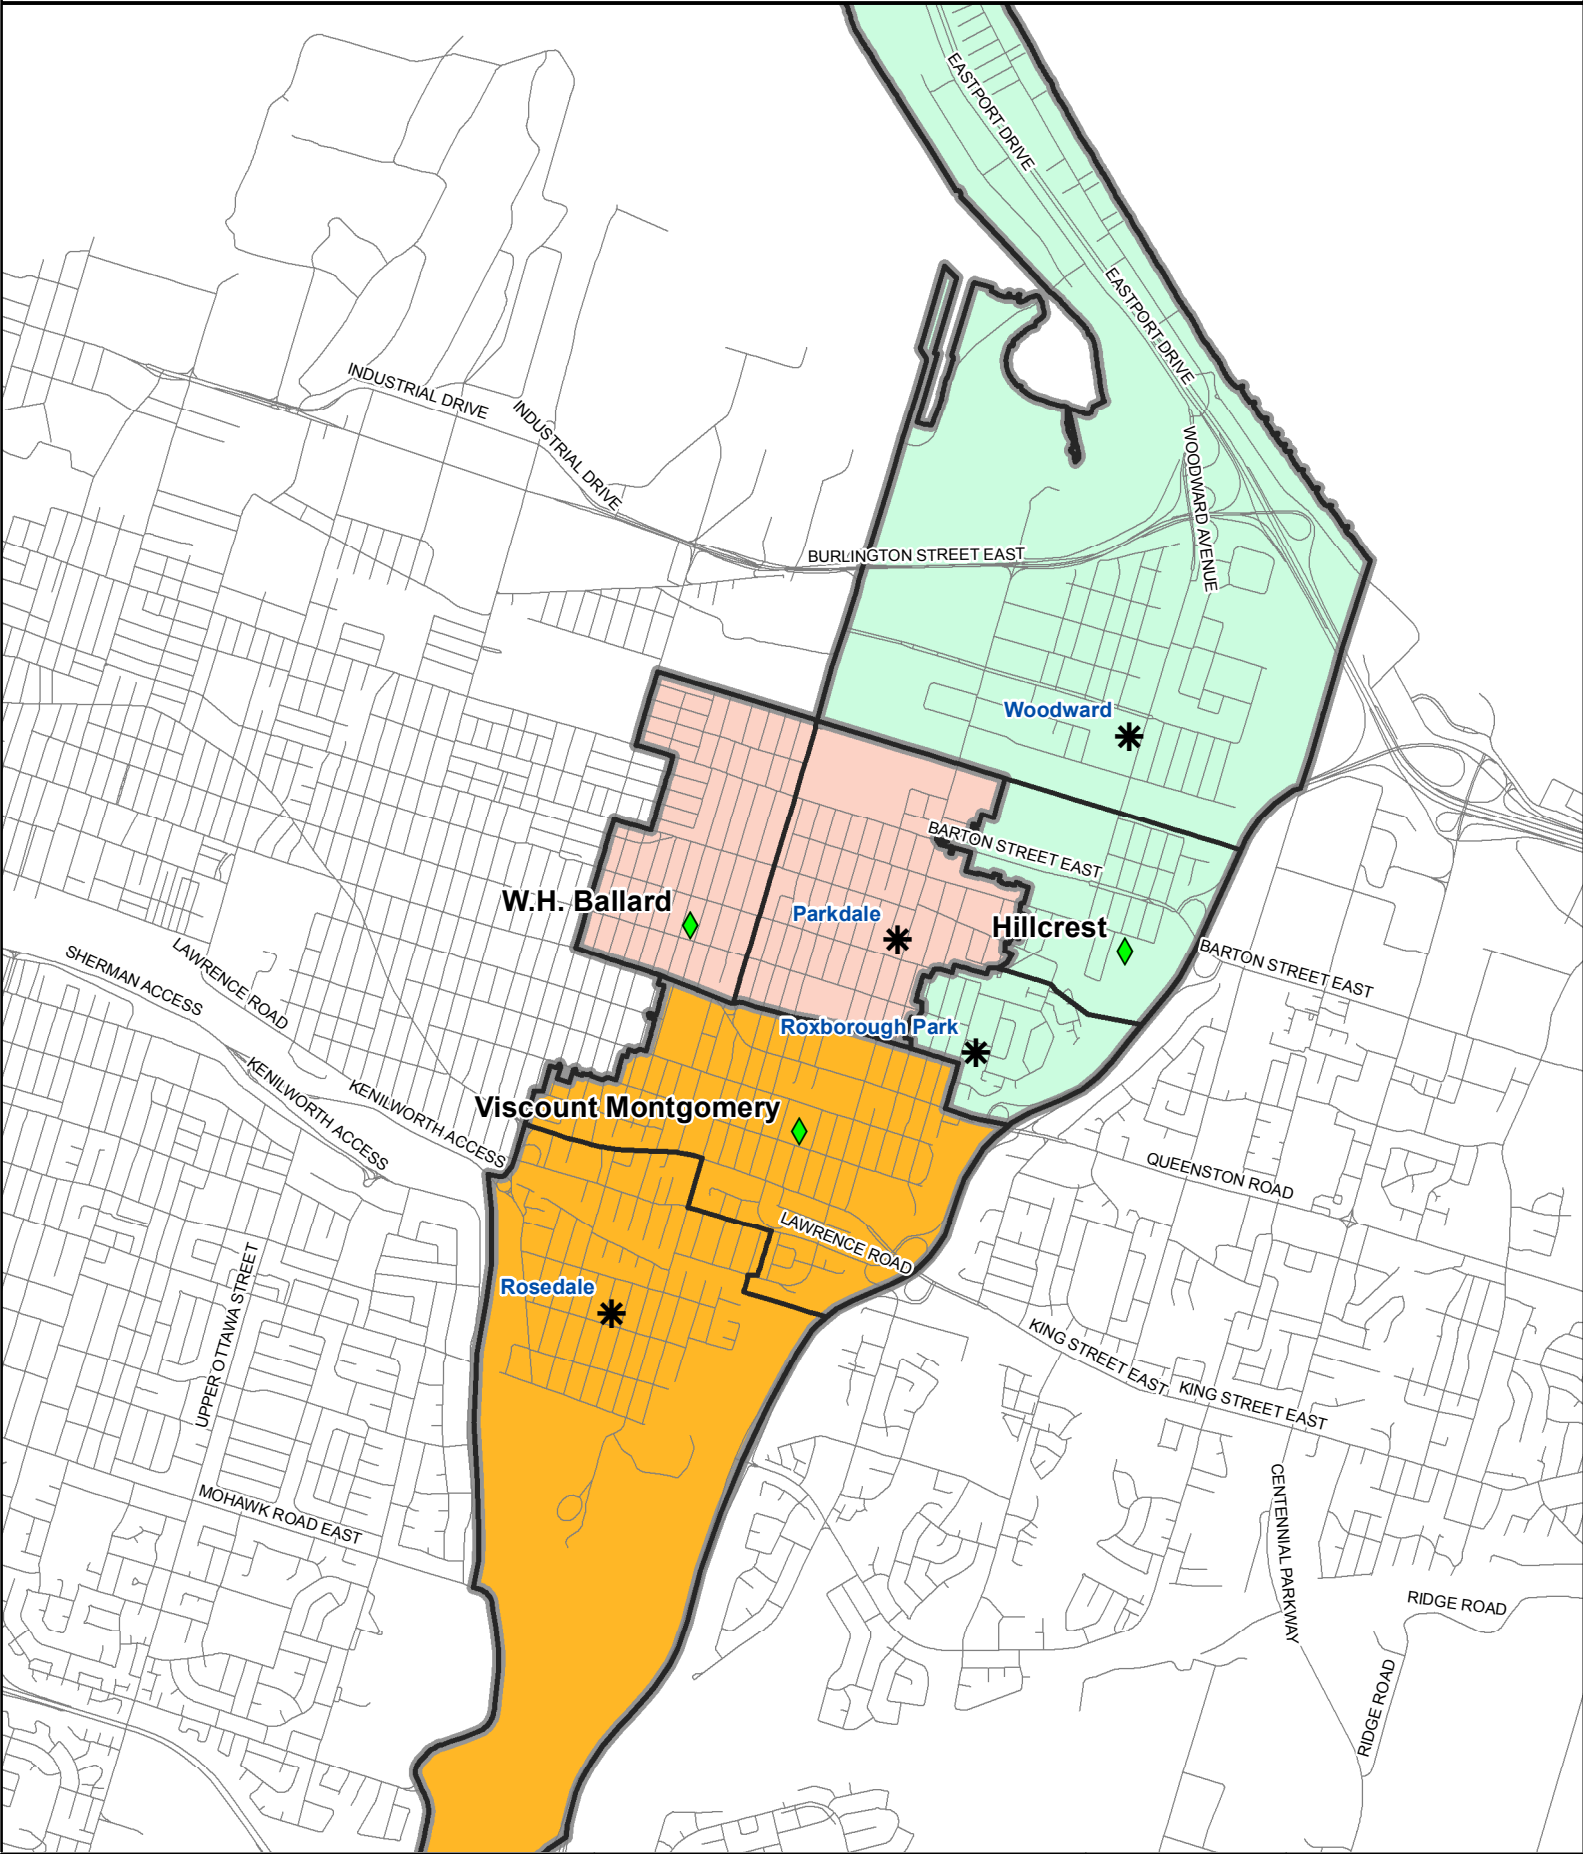 EASTPORT DRIVE
EASTPORT DRIVE
INDUSTRIAL DRIVE
INDUSTRIAL DRIVE
WOODWARD AVENUE
BURLINGTON STREET EAST
Woodward
BARTON STREET EAST
W.H. Ballard
Parkdale
Hillcrest
BARTON STREET EAST
LAWRENCE ROAD
SHERMAN ACCESS
Roxborough Park
KENILWORTH ACCESS
KENILWORTH ACCESS
Viscount Montgomery
QUEENSTON ROAD
LAWRENCE ROAD
UPPER OTTAWA STREET
Rosedale
KING STREET EAST
KING STREET EAST
MOHAWK ROAD EAST
CENTENNIAL PARKWAY
RIDGE ROAD
RIDGE ROAD